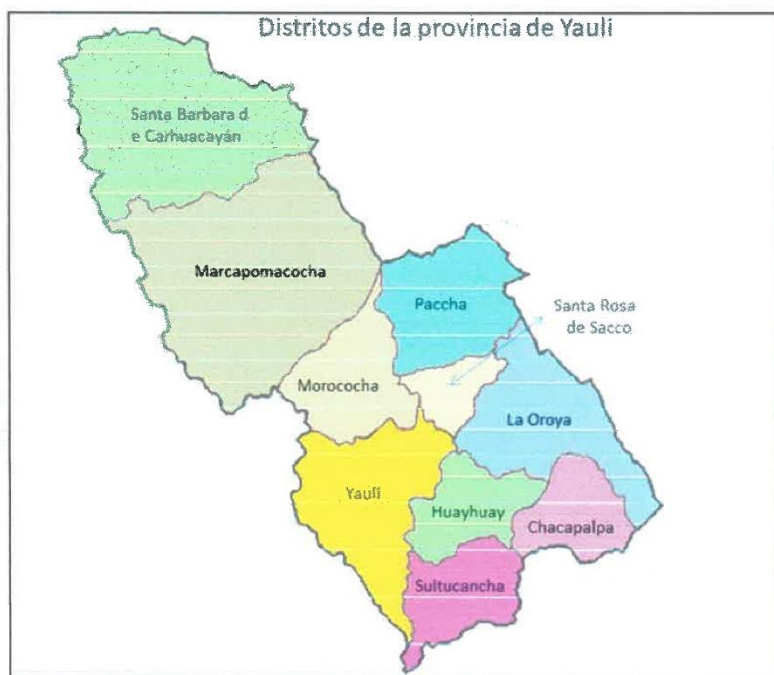 Distritos de la provincia de Yauli
Santa Barbara d
e Carhuacayán
Marcapomacocha
Paccha
Santa Rosa
de Sacco
Morococha
La Oroya
Yauli
Huayhuay
Chacapalpa
Suitucancha